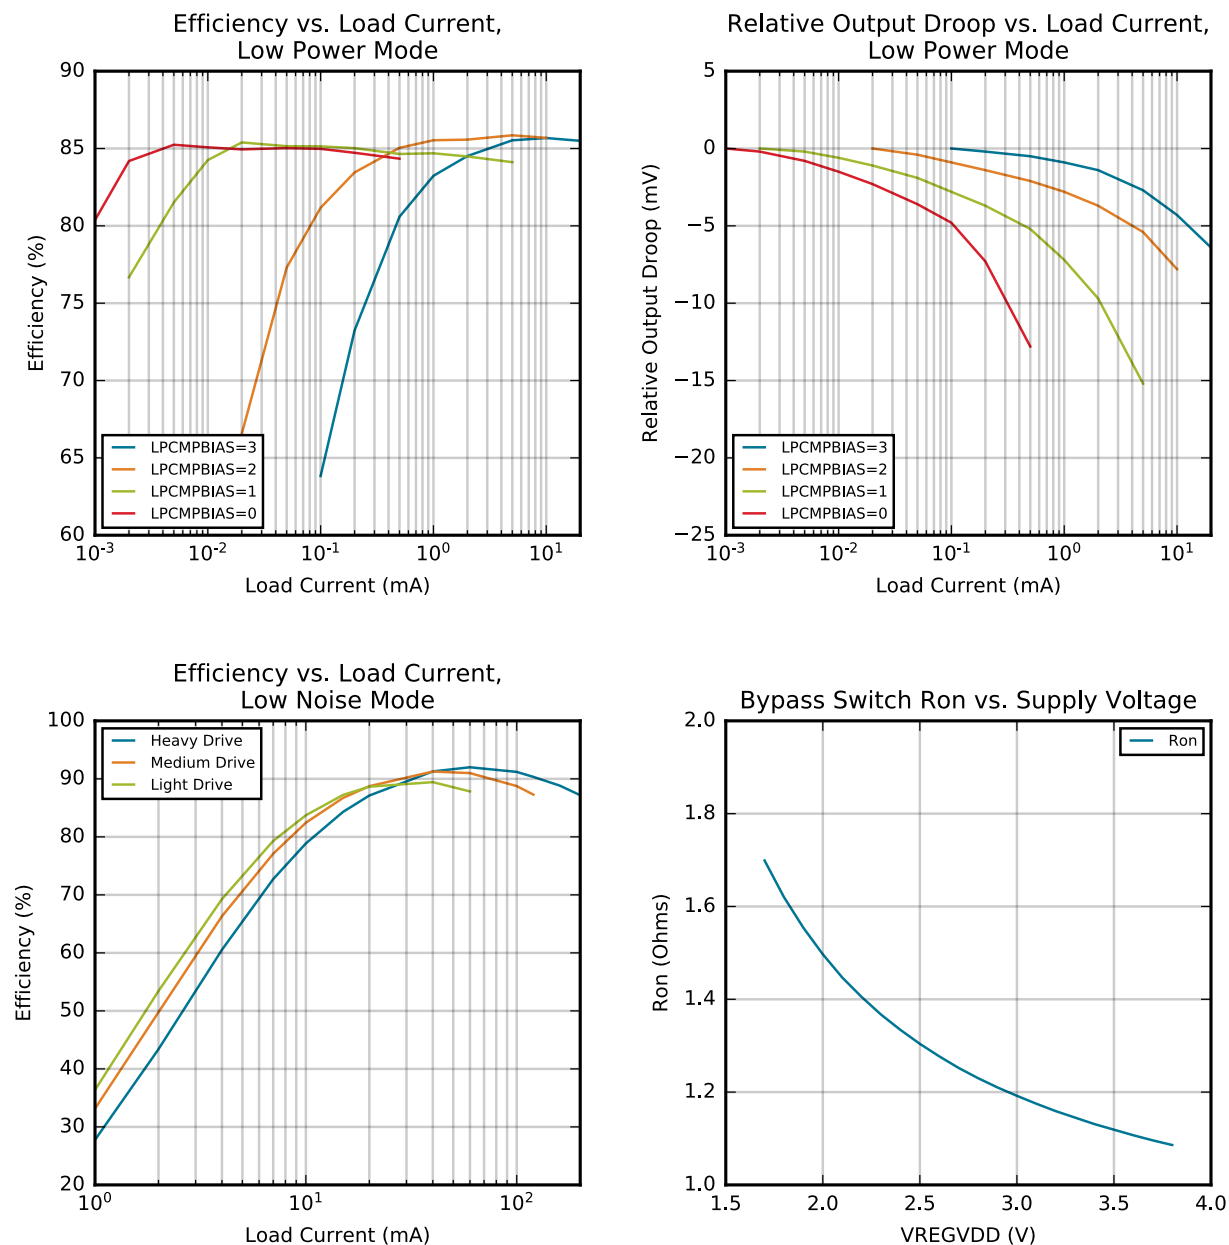 Efficiency vs. Load Current,
Low Power Mode
90
85
80
75
70
65
60
Efficiency (%)
LPCMPBIAS=3
LPCMPBIAS=2
LPCMPBIAS=1
LPCMPBIAS=0
10⁻³ 10⁻² 10⁻¹ 10⁰ 10¹
Load Current (mA)
Relative Output Droop vs. Load Current,
Low Power Mode
5
0
−5
−10
−15
−20
−25
Relative Output Droop (mV)
LPCMPBIAS=3
LPCMPBIAS=2
LPCMPBIAS=1
LPCMPBIAS=0
10⁻³ 10⁻² 10⁻¹ 10⁰ 10¹
Load Current (mA)
Efficiency vs. Load Current,
Low Noise Mode
100
90
80
70
60
50
40
30
20
Efficiency (%)
Heavy Drive
Medium Drive
Light Drive
10⁰ 10¹ 10²
Load Current (mA)
Bypass Switch Ron vs. Supply Voltage
2.0
1.8
1.6
1.4
1.2
1.0
Ron (Ohms)
Ron
1.5 2.0 2.5 3.0 3.5 4.0
VREGVDD (V)